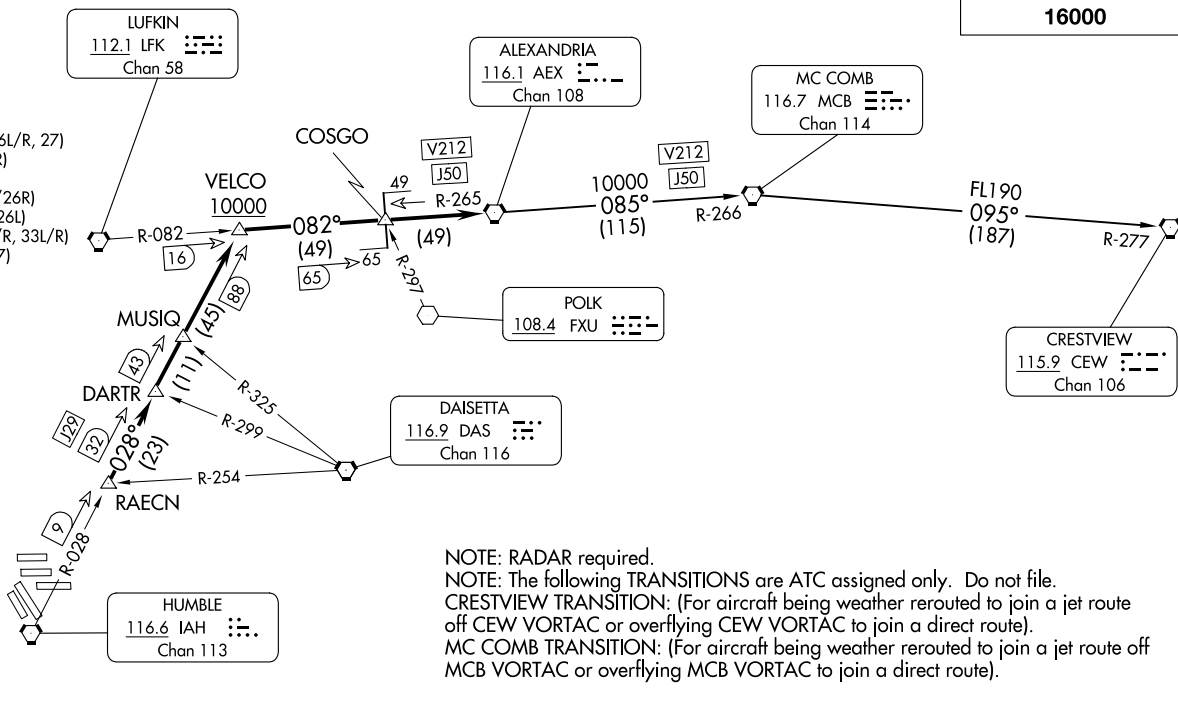 16000
LUFKIN
112.1 LFK
Chan 58
ALEXANDRIA
116.1 AEX
Chan 108
MC COMB
116.7 MCB
Chan 114
6L/R, 27)
R)
/26R)
26L)
/R, 33L/R)
7)
COSGO
V212
J50
V212
J50
VELCO
10000
49
R-265
10000
085°
(115)
R-266
FL190
095°
(187)
R-277
R-082
16
082°
(49)
(49)
65
65
R-297
88
MUSIQ
(45)
POLK
108.4 FXU
CRESTVIEW
115.9 CEW
Chan 106
43
(11)
DARTR
R-325
R-299
J29
32
028°
(23)
DAISETTA
116.9 DAS
Chan 116
R-254
RAECN
9
R-028
HUMBLE
116.6 IAH
Chan 113
NOTE: RADAR required.
NOTE: The following TRANSITIONS are ATC assigned only. Do not file.
CRESTVIEW TRANSITION: (For aircraft being weather rerouted to join a jet route
off CEW VORTAC or overflying CEW VORTAC to join a direct route).
MC COMB TRANSITION: (For aircraft being weather rerouted to join a jet route off
MCB VORTAC or overflying MCB VORTAC to join a direct route).